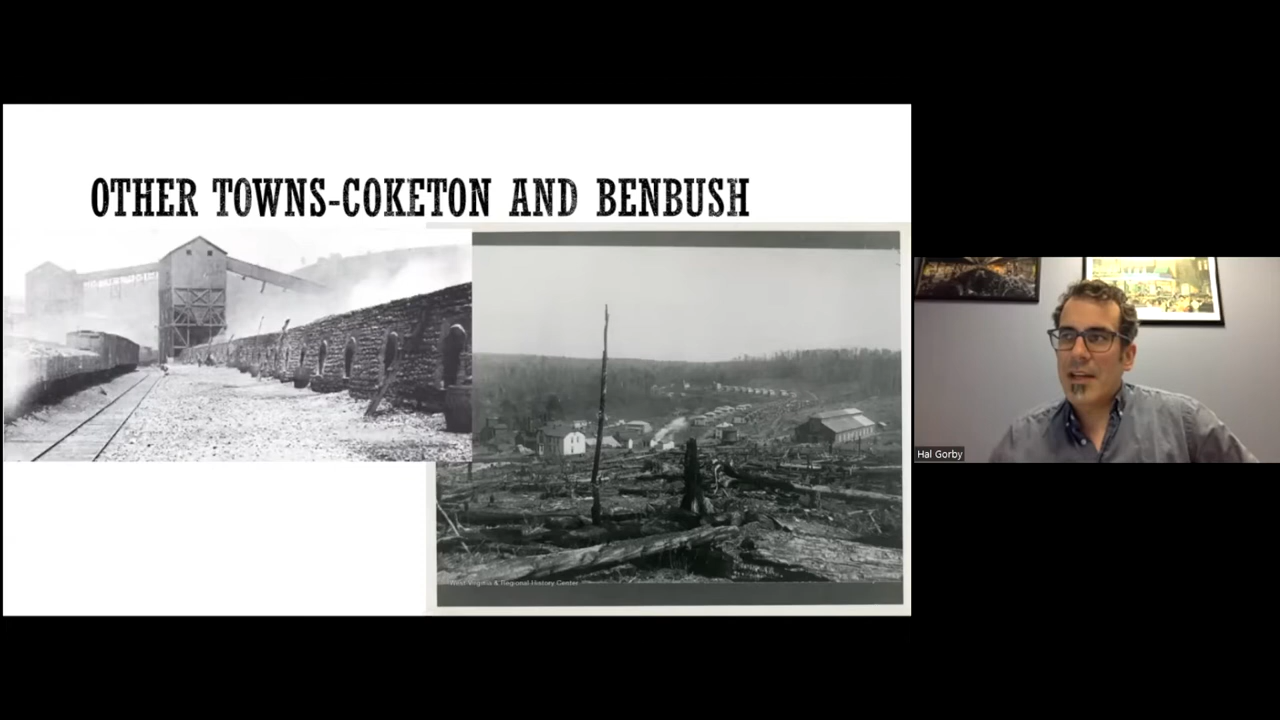 OTHER TOWNS-COKETON AND BENBUSH
West Virginia & Regional History Center
Hal Gorby